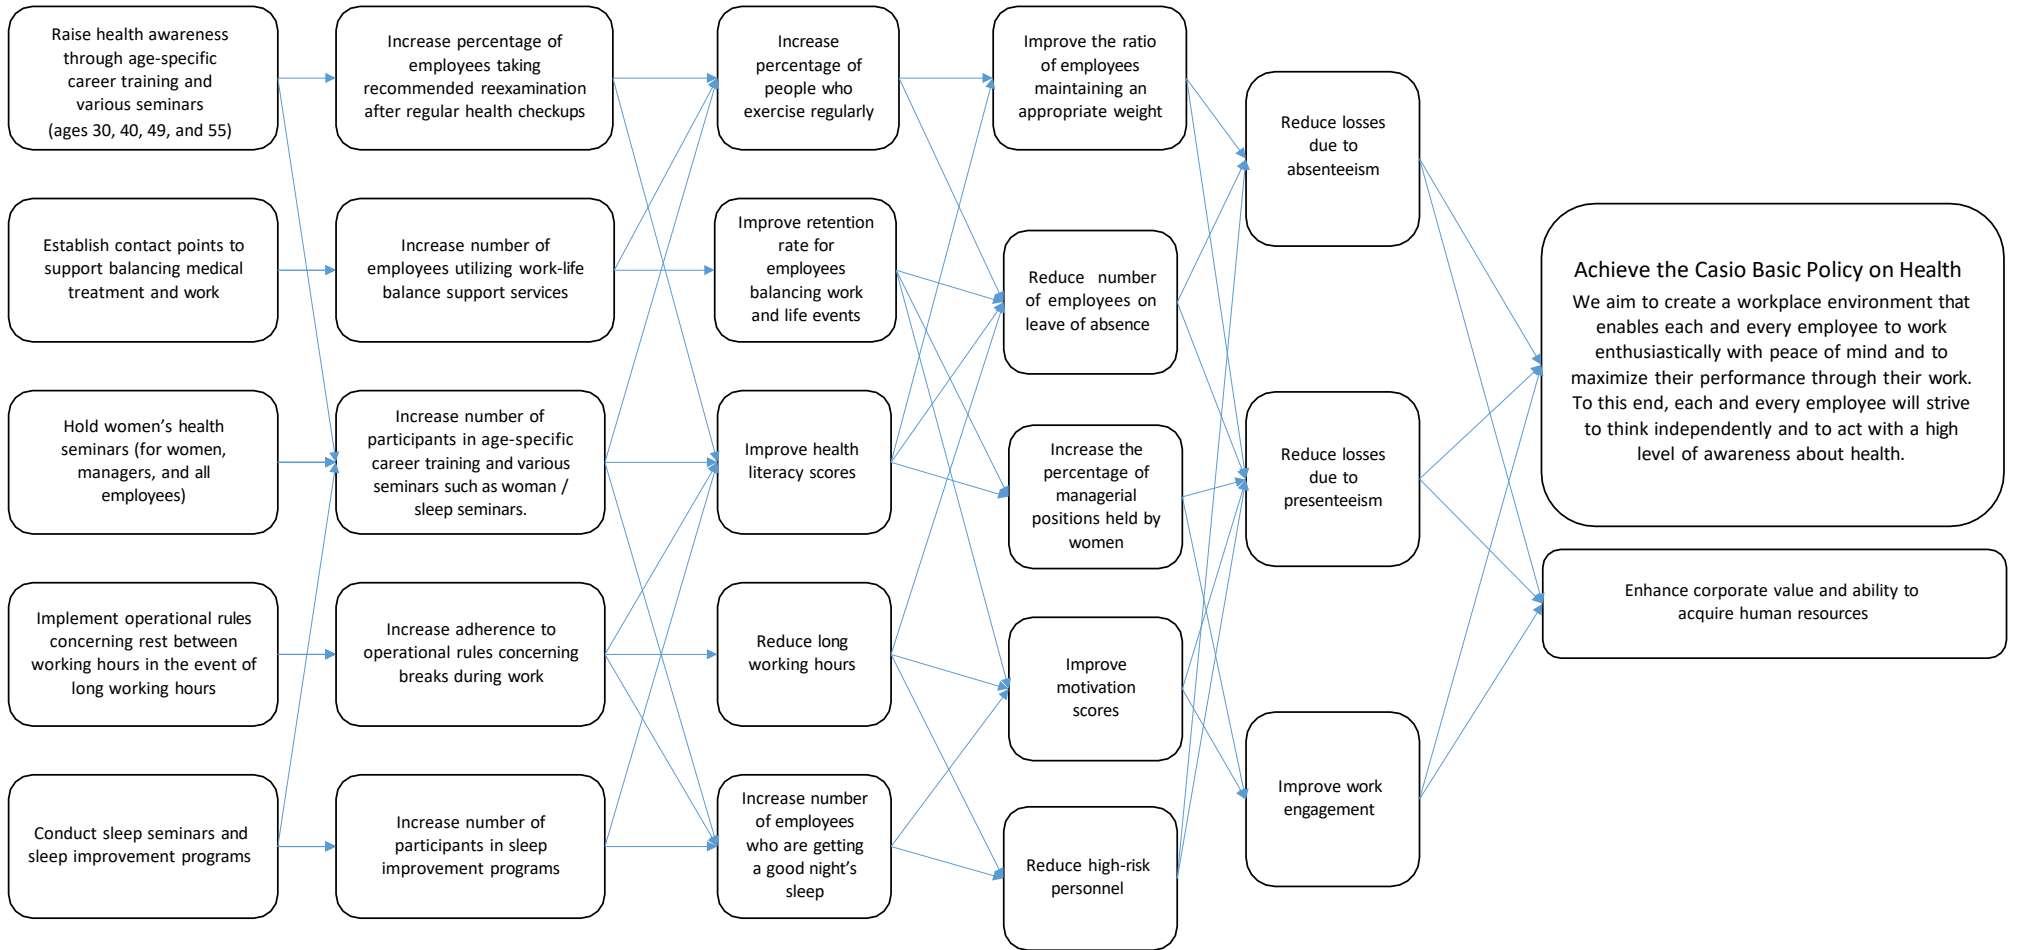 Raise health awareness
through age-specific
career training and
various seminars
(ages 30, 40, 49, and 55)
Establish contact points to
support balancing medical
treatment and work
Hold women's health
seminars (for women,
managers, and all
employees)
Implement operational rules
concerning rest between
working hours in the event of
long working hours
Conduct sleep seminars and
sleep improvement programs
Increase percentage of
employees taking
recommended reexamination
after regular health checkups
Increase number of
employees utilizing work-life
balance support services
Increase number of
participants in age-specific
career training and various
seminars such as woman /
sleep seminars.
Increase adherence to
operational rules concerning
breaks during work
Increase number of
participants in sleep
improvement programs
Increase
percentage of
people who
exercise regularly
Improve retention
rate for
employees
balancing work
and life events
Improve health
literacy scores
Reduce long
working hours
Increase number
of employees
who are getting
a good night's
sleep
Improve the ratio
of employees
maintaining an
appropriate weight
Reduce number
of employees on
leave of absence
Increase the
percentage of
managerial
positions held by
women
Improve
motivation
scores
Reduce high-risk
personnel
Reduce losses
due to
absenteeism
Reduce losses
due to
presenteeism
Improve work
engagement
Achieve the Casio Basic Policy on Health
We aim to create a workplace environment that
enables each and every employee to work
enthusiastically with peace of mind and to
maximize their performance through their work.
To this end, each and every employee will strive
to think independently and to act with a high
level of awareness about health.
Enhance corporate value and ability to
acquire human resources